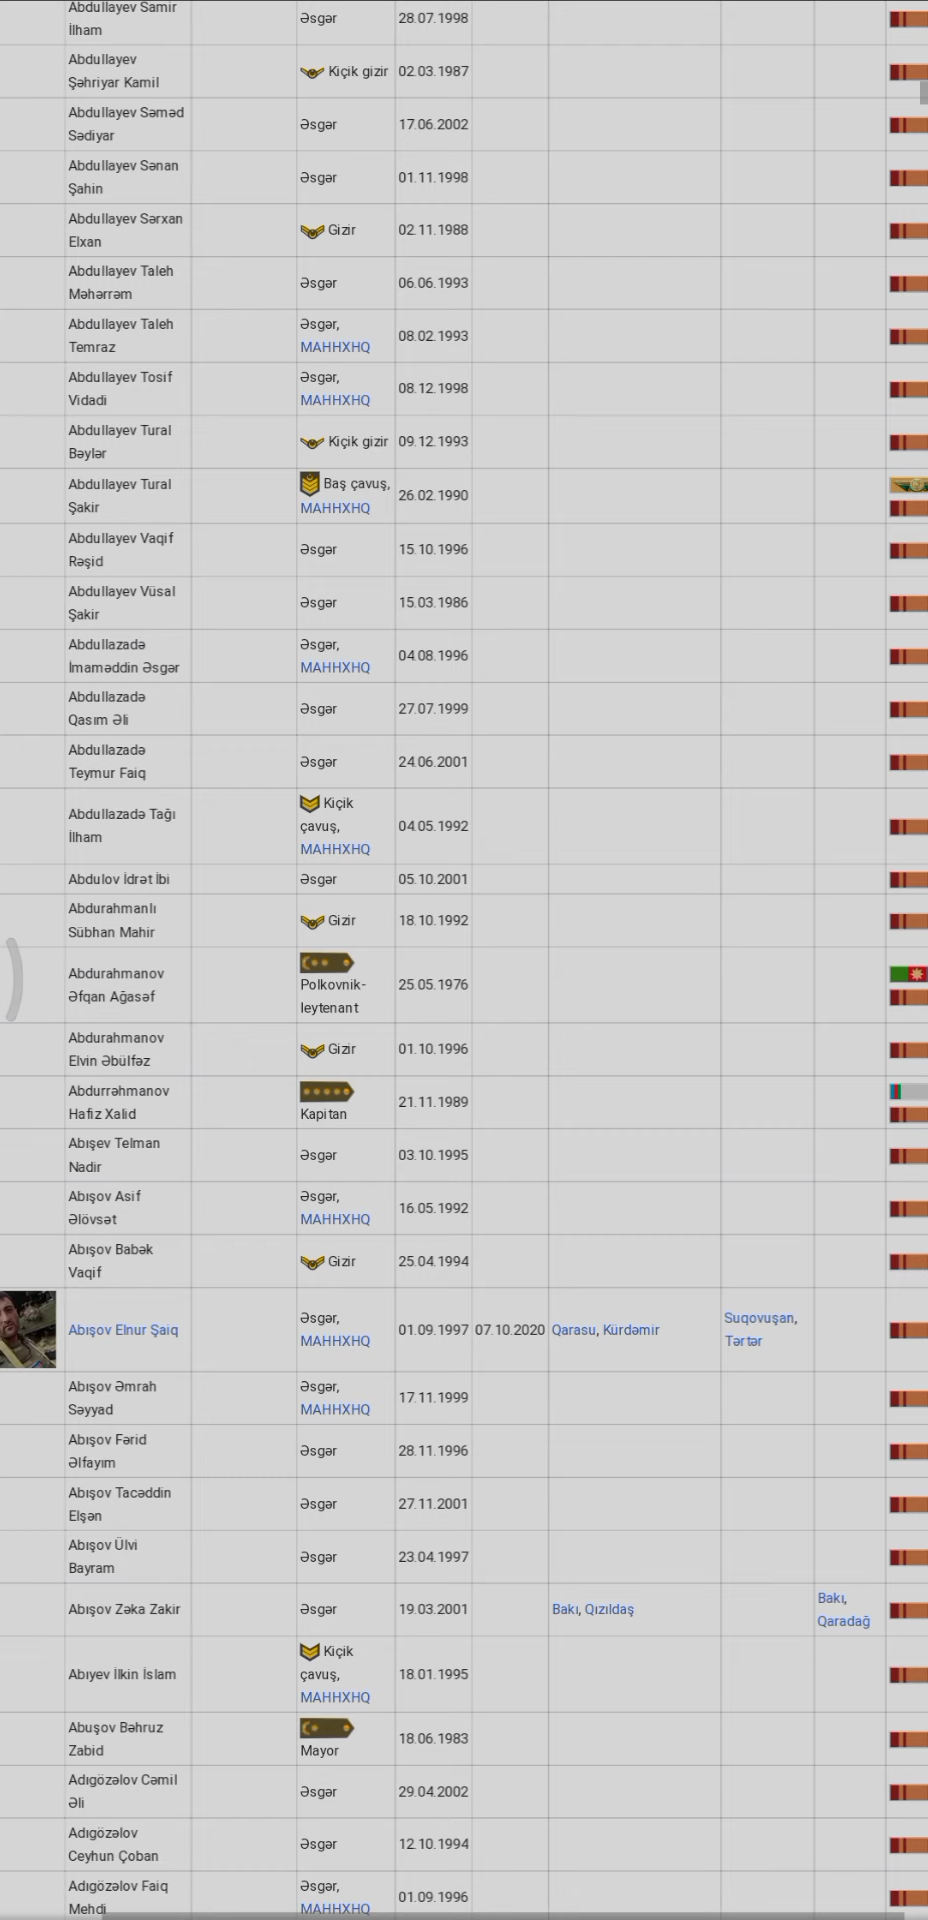 Abdullayev Samir
İlham
Əsgər
28.07.1998
Abdullayev
Şəhriyar Kamil
Kiçik gizir
02.03.1987
Abdullayev Səməd
Sədiyar
Əsgər
17.06.2002
Abdullayev Sənan
Şahin
Əsgər
01.11.1998
Abdullayev Sərxan
Elxan
Gizir
02.11.1988
Abdullayev Taleh
Məhərrəm
Əsgər
06.06.1993
Abdullayev Taleh
Temraz
Əsgər,
MAHHXHQ
08.02.1993
Abdullayev Tosif
Vidadi
Əsgər,
MAHHXHQ
08.12.1998
Abdullayev Tural
Bəylər
Kiçik gizir
09.12.1993
Abdullayev Tural
Şakir
Baş çavuş,
MAHHXHQ
26.02.1990
Abdullayev Vaqif
Rəşid
Əsgər
15.10.1996
Abdullayev Vüsal
Şakir
Əsgər
15.03.1986
Abdullazadə
İmaməddin Əsgər
Əsgər,
MAHHXHQ
04.08.1996
Abdullazadə
Qasım Əli
Əsgər
27.07.1999
Abdullazadə
Teymur Faiq
Əsgər
24.06.2001
Abdullazadə Tağı
İlham
Kiçik
çavuş,
MAHHXHQ
04.05.1992
Abdulov İdrət İbi
Əsgər
05.10.2001
Abdurahmanlı
Sübhan Mahir
Gizir
18.10.1992
Abdurahmanov
Əfqan Ağasəf
Polkovnik-
leytenant
25.05.1976
Abdurahmanov
Elvin Əbülfəz
Gizir
01.10.1996
Abdurrəhmanov
Hafiz Xalid
Kapitan
21.11.1989
Abışev Telman
Nadir
Əsgər
03.10.1995
Abışov Asif
Əlövsət
Əsgər,
MAHHXHQ
16.05.1992
Abışov Babək
Vaqif
Gizir
25.04.1994
Abışov Elnur Şaiq
Əsgər,
MAHHXHQ
01.09.1997
07.10.2020
Qarasu, Kürdəmir
Suqovuşan,
Tərtər
Abışov Əmrah
Səyyad
Əsgər,
MAHHXHQ
17.11.1999
Abışov Fərid
Əlfayım
Əsgər
28.11.1996
Abışov Tacəddin
Elşən
Əsgər
27.11.2001
Abışov Ülvi
Bayram
Əsgər
23.04.1997
Abışov Zəka Zakir
Əsgər
19.03.2001
Bakı, Qızıldaş
Bakı,
Qaradağ
Abıyev İlkin İslam
Kiçik
çavuş,
MAHHXHQ
18.01.1995
Abuşov Bəhruz
Zabid
Mayor
18.06.1983
Adıgözəlov Cəmil
Əli
Əsgər
29.04.2002
Adıgözəlov
Ceyhun Çoban
Əsgər
12.10.1994
Adıgözəlov Faiq
Mehdi
Əsgər,
MAHHXHQ
01.09.1996